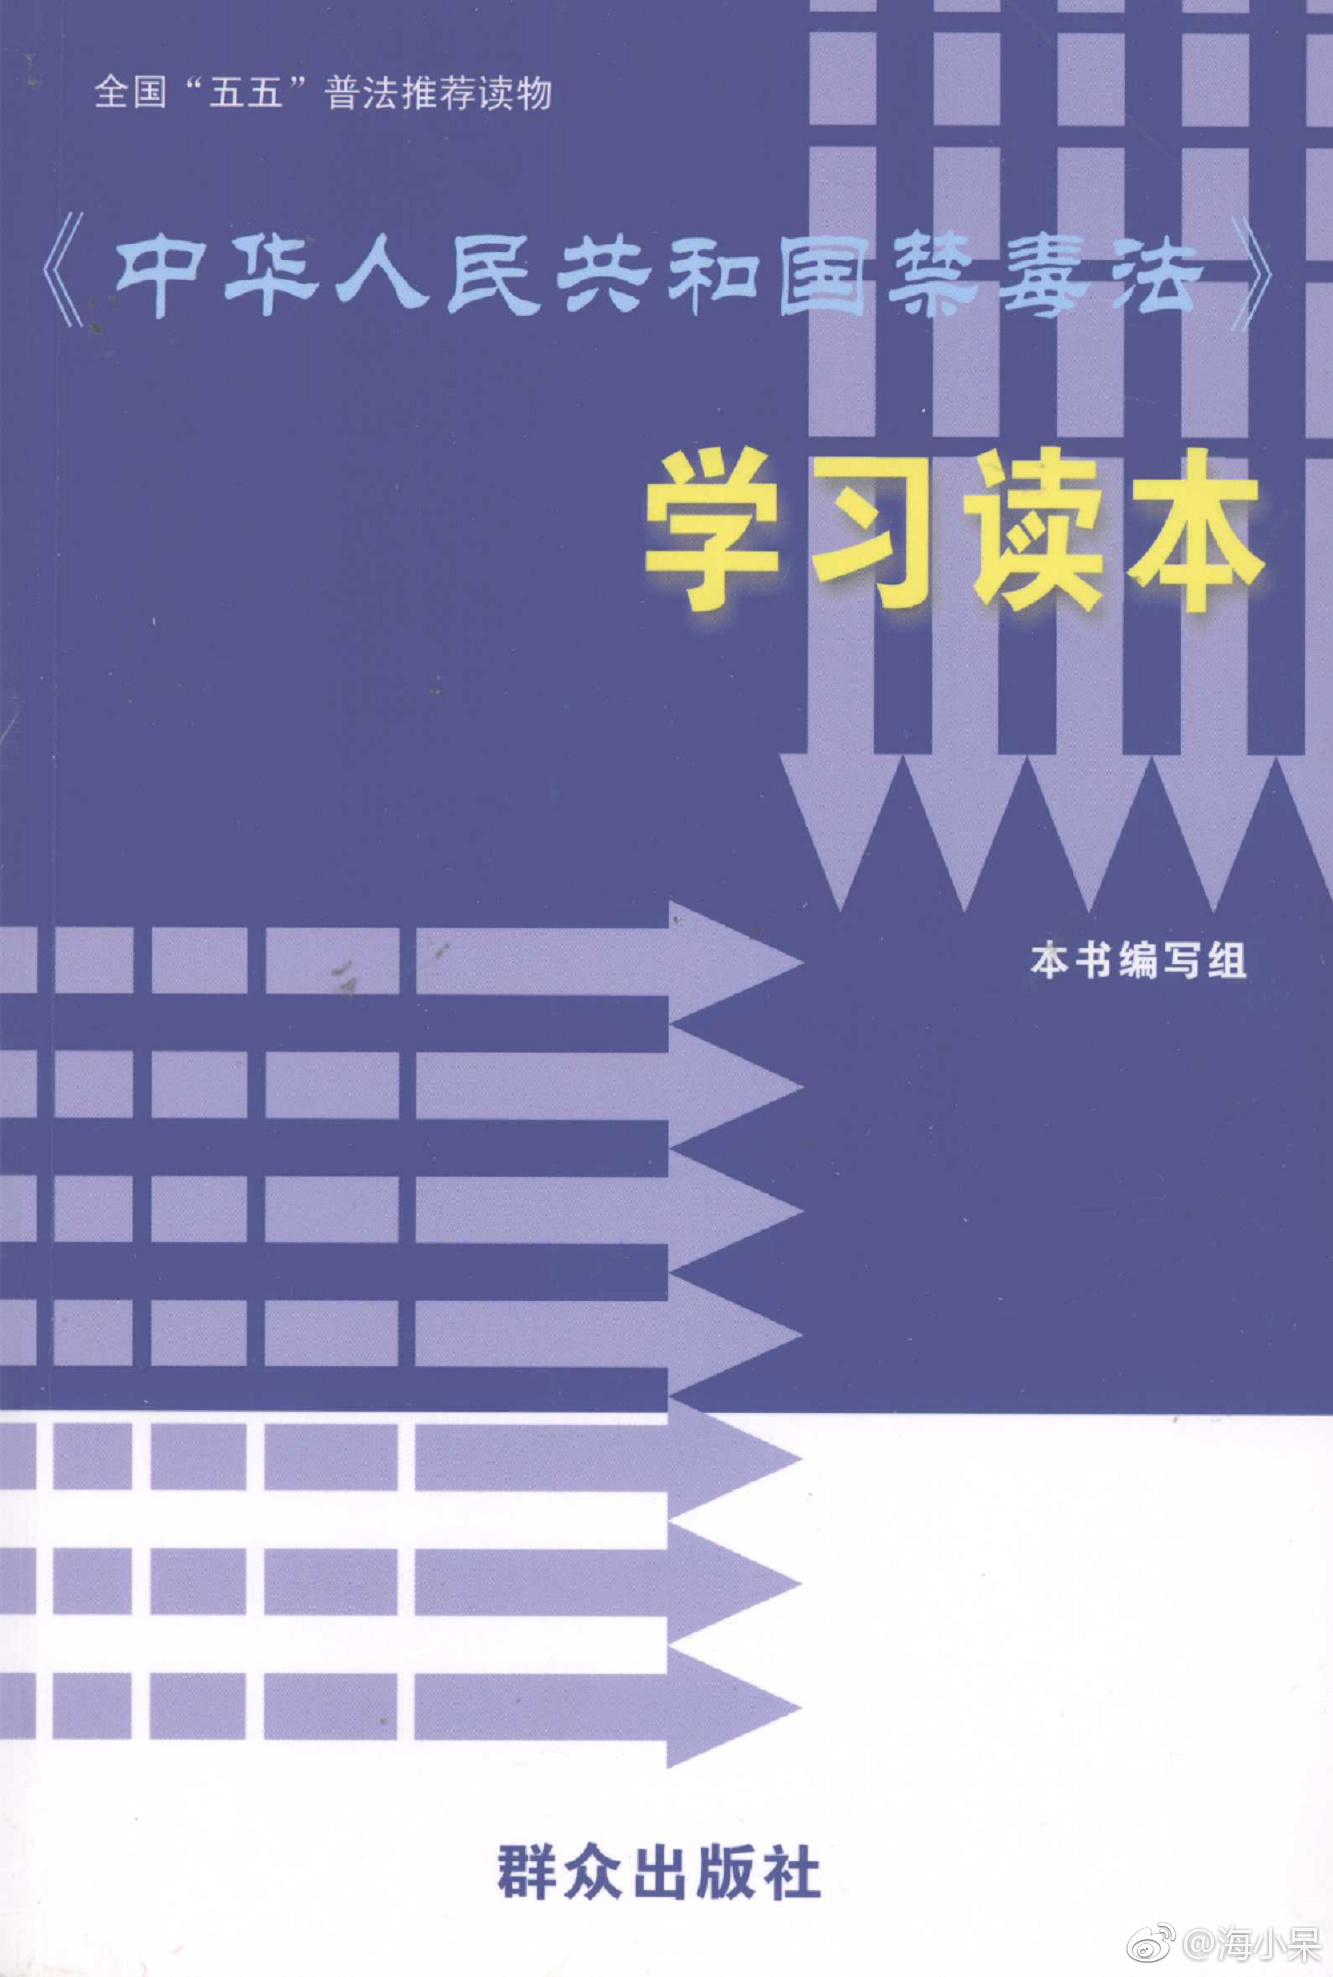 全国“五五”普法推荐读物
《中华人民共和国禁毒法》
学习读本
本书编写组
群众出版社
@海小呆